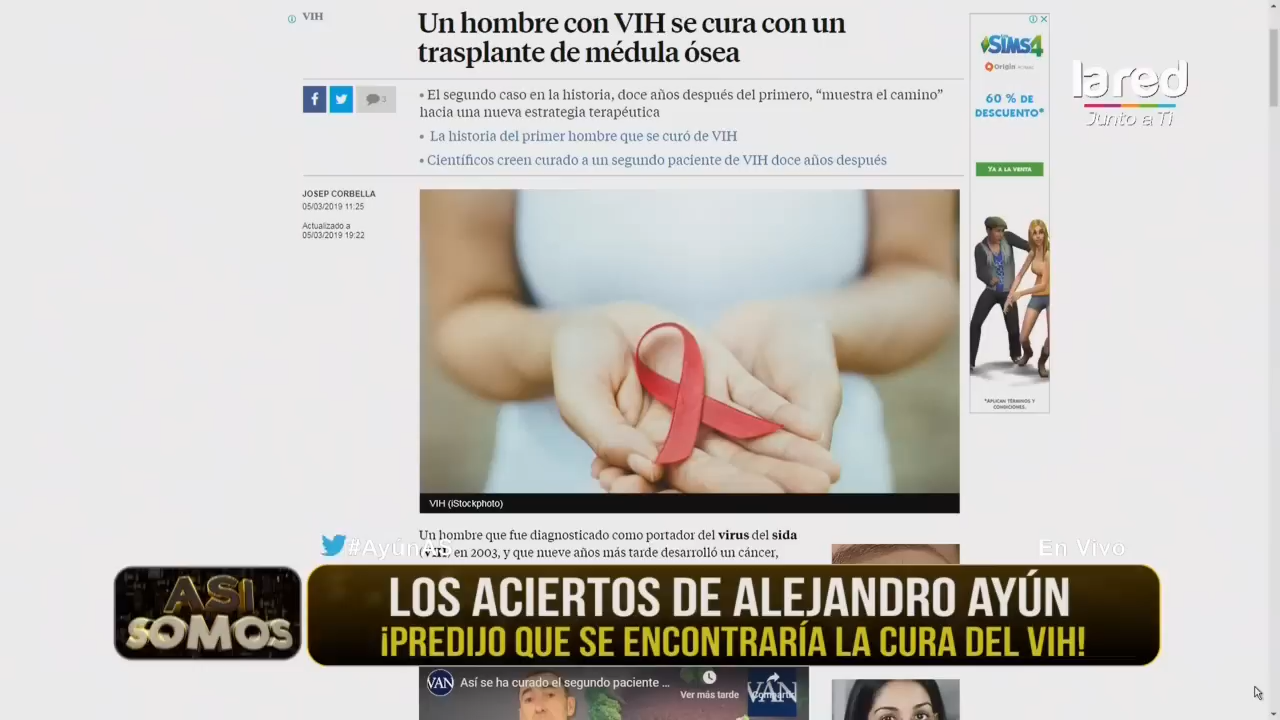 VIH
Un hombre con VIH se cura con un
trasplante de médula ósea
3
• El segundo caso en la historia, doce años después del primero, “muestra el camino”
hacia una nueva estrategia terapéutica
• La historia del primer hombre que se curó de VIH
• Científicos creen curado a un segundo paciente de VIH doce años después
JOSEP CORBELLA
05/03/2019 11:25
Actualizado a
05/03/2019 19:22
SIMS4
Origin
60 % DE
DESCUENTO*
YA A LA VENTA
*APLICAN TÉRMINOS Y
CONDICIONES.
lared
Junto a Ti
VIH (iStockphoto)
Un hombre que fue diagnosticado como portador del virus del sida
en 2003, y que nueve años más tarde desarrolló un cáncer,
#AyúnAS
En Vivo
ASI
SOMOS
LOS ACIERTOS DE ALEJANDRO AYÚN
¡PREDIJO QUE SE ENCONTRARÍA LA CURA DEL VIH!
VAN
Así se ha curado el segundo paciente ...
Ver más tarde
VAN